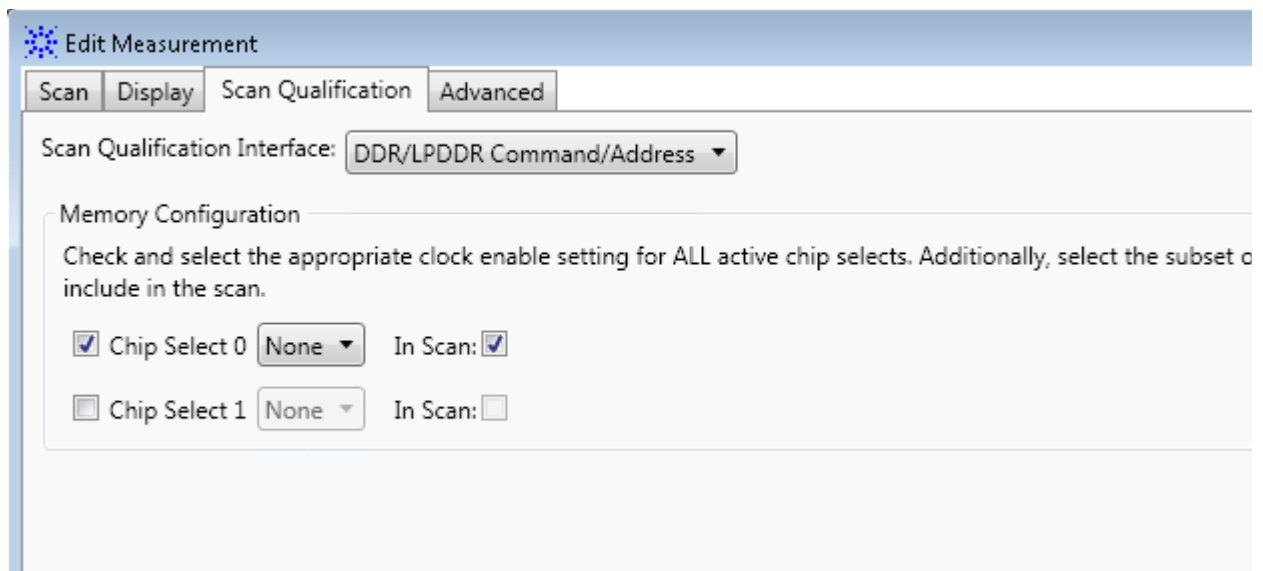 Edit Measurement
Scan Display Scan Qualification Advanced
Scan Qualification Interface: DDR/LPDDR Command/Address
Memory Configuration
Check and select the appropriate clock enable setting for ALL active chip selects. Additionally, select the subset
include in the scan.
Chip Select 0 None In Scan:
Chip Select 1 None In Scan: